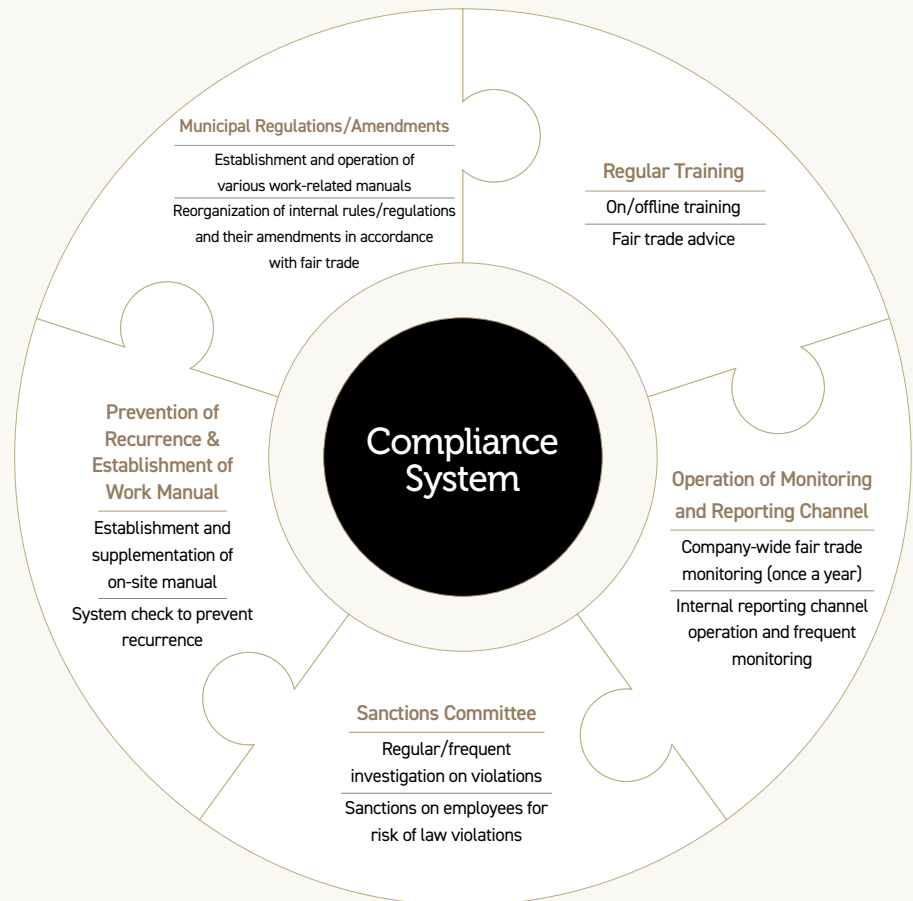 Municipal Regulations/Amendments
Establishment and operation of
various work-related manuals
Reorganization of internal rules/regulations
and their amendments in accordance
with fair trade
Regular Training
On/offline training
Fair trade advice
Compliance
System
Prevention of
Recurrence &
Establishment of
Work Manual
Establishment and
supplementation of
on-site manual
System check to prevent
recurrence
Operation of Monitoring
and Reporting Channel
Company-wide fair trade
monitoring (once a year)
Internal reporting channel
operation and frequent
monitoring
Sanctions Committee
Regular/frequent
investigation on violations
Sanctions on employees for
risk of law violations